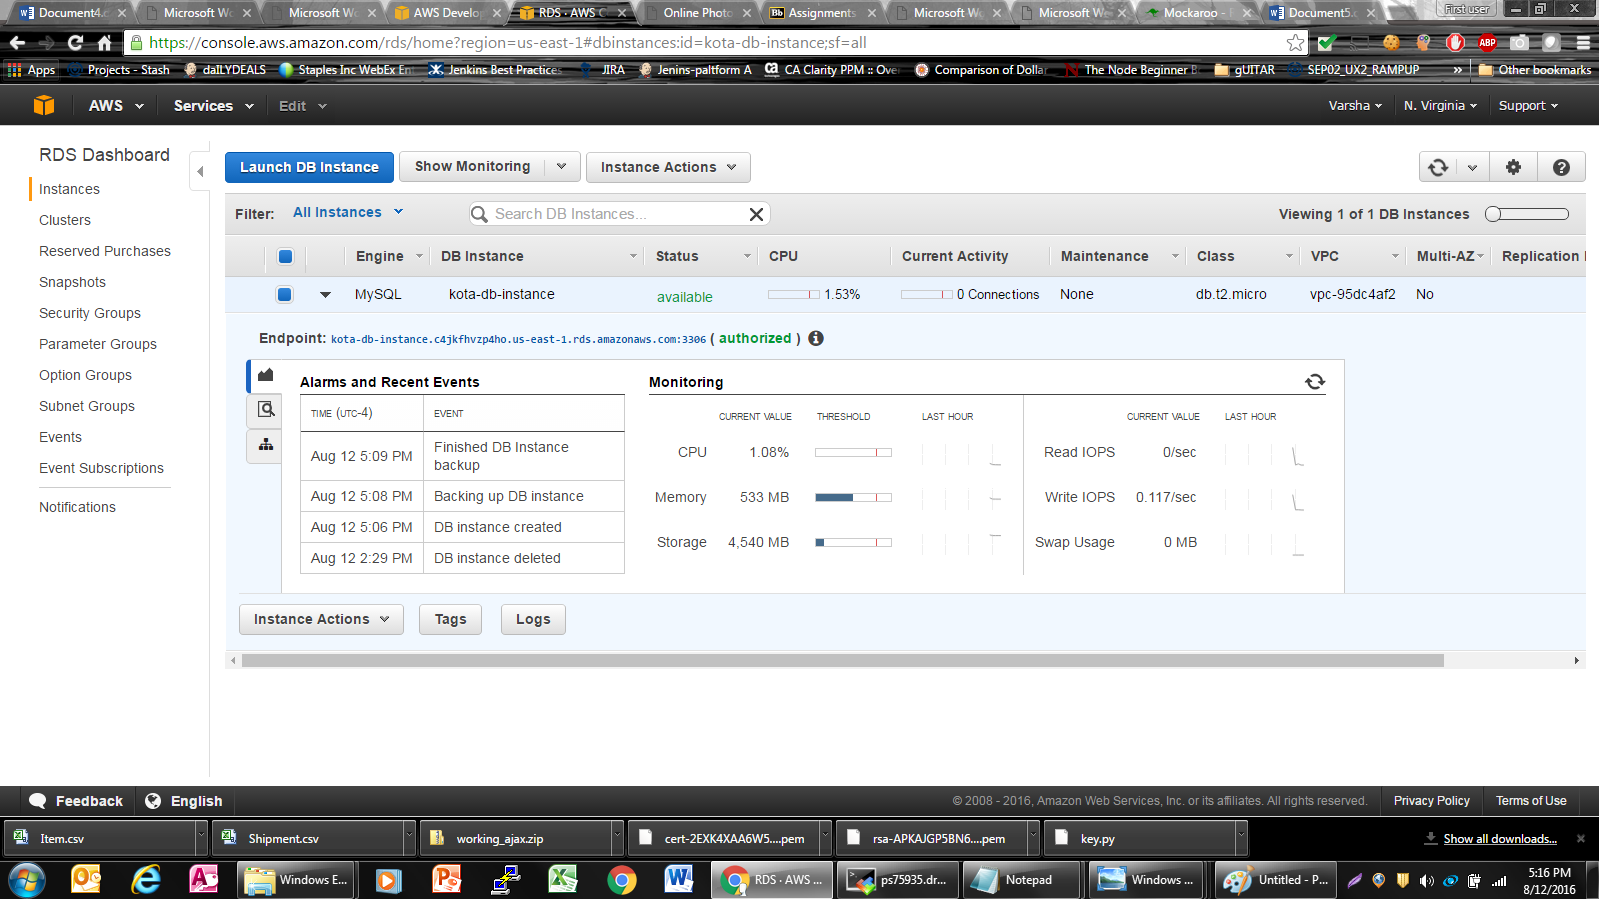 Document4.c
Microsoft Wo
Microsoft Wo
AWS Develop
RDS · AWS C
Online Photo
Bb Assignments
Microsoft Wo
Microsoft We
Mockaroo -
Document5.c
First user
https://console.aws.amazon.com/rds/home?region=us-east-1#dbinstances:id=kota-db-instance;sf=all
ABP
Apps
Projects - Stash
daILYDEALS
Staples Inc WebEx En
Jenkins Best Practices
JIRA
Jenins-paltform A
ca CA Clarity PPM :: Over
Comparison of Dollar
The Node Beginner B
gUITAR
SEP02_UX2_RAMPUP
»
Other bookmarks
AWS
Services
Edit
Varsha
N. Virginia
Support
RDS Dashboard
Instances
Clusters
Reserved Purchases
Snapshots
Security Groups
Parameter Groups
Option Groups
Subnet Groups
Events
Event Subscriptions
Notifications
Launch DB Instance
Show Monitoring
Instance Actions
Filter: All Instances
Search DB Instances...
Viewing 1 of 1 DB Instances
Engine DB Instance Status CPU Current Activity Maintenance Class VPC Multi-AZ Replication
MySQL kota-db-instance available 1.53% 0 Connections None db.t2.micro vpc-95dc4af2 No
Endpoint: kota-db-instance.c4jkfhvzp4ho.us-east-1.rds.amazonaws.com:3306 ( authorized )
Alarms and Recent Events
TIME (UTC-4) EVENT
Aug 12 5:09 PM Finished DB Instance
backup
Aug 12 5:08 PM Backing up DB instance
Aug 12 5:06 PM DB instance created
Aug 12 2:29 PM DB instance deleted
Monitoring
CURRENT VALUE THRESHOLD LAST HOUR
CPU 1.08%
Memory 533 MB
Storage 4,540 MB
CURRENT VALUE LAST HOUR
Read IOPS 0/sec
Write IOPS 0.117/sec
Swap Usage 0 MB
Instance Actions
Tags
Logs
Feedback
English
© 2008 - 2016, Amazon Web Services, Inc. or its affiliates. All rights reserved.
Privacy Policy
Terms of Use
Item.csv
Shipment.csv
working_ajax.zip
cert-2EXK4XAA6W5....pem
rsa-APKAJGP5BN6....pem
key.py
Show all downloads...
Windows E...
RDS · AWS ...
ps75935.dr...
Notepad
Windows ...
Untitled - P...
5:16 PM
8/12/2016